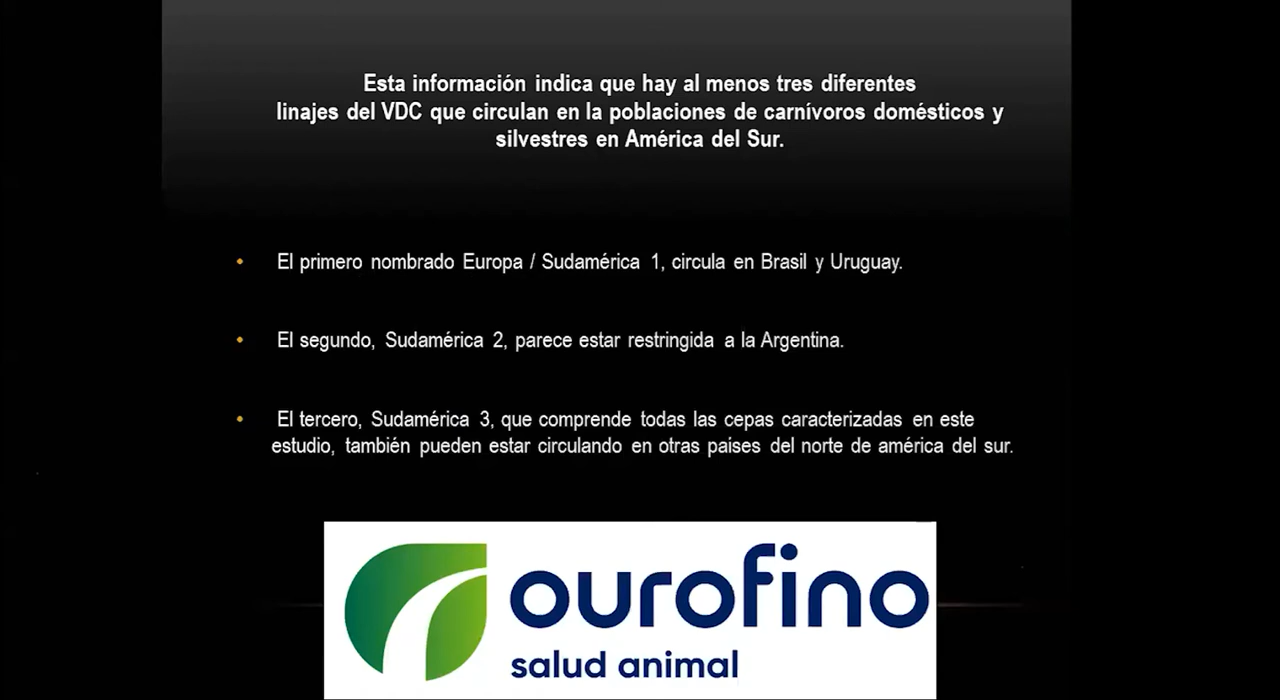 Esta información indica que hay al menos tres diferentes
linajes del VDC que circulan en la poblaciones de carnívoros domésticos y
silvestres en América del Sur.
• El primero nombrado Europa / Sudamérica 1, circula en Brasil y Uruguay.
• El segundo, Sudamérica 2, parece estar restringida a la Argentina.
• El tercero, Sudamérica 3, que comprende todas las cepas caracterizadas en este
estudio, también pueden estar circulando en otras paises del norte de américa del sur.
ourofino
salud animal